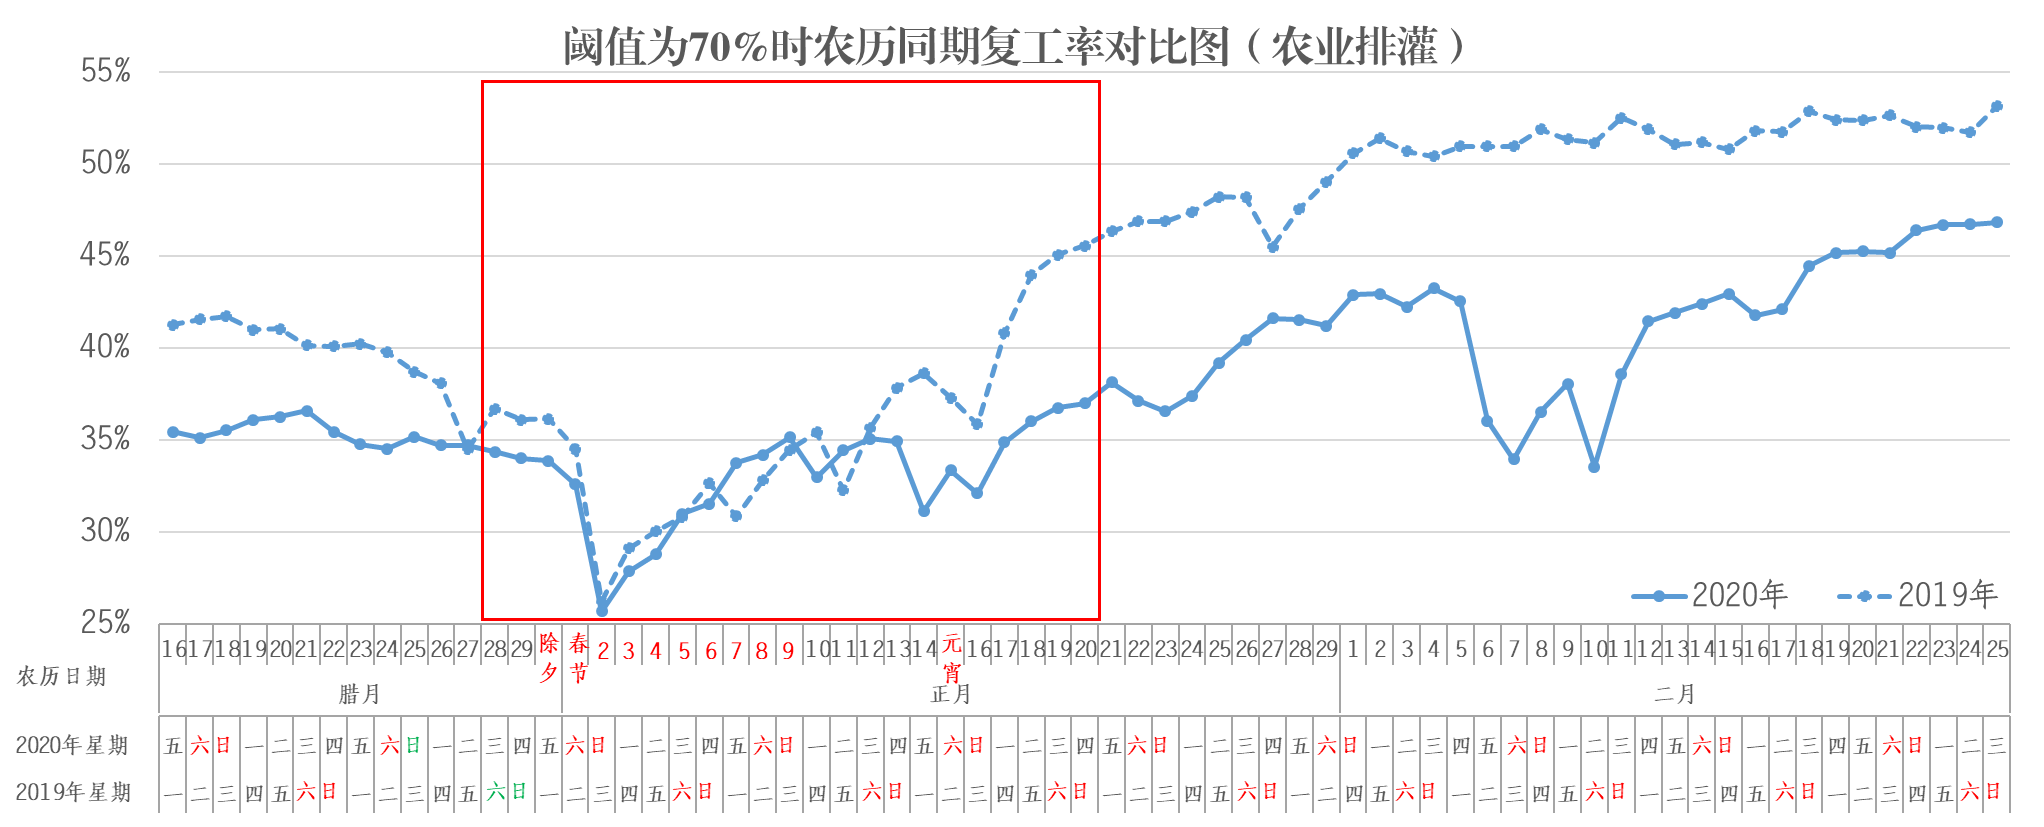 阈值为70%时农历同期复工率对比图（农业排灌）
55%
50%
45%
40%
35%
30%
25%
2020年 2019年
农历日期 16 17 18 19 20 21 22 23 24 25 26 27 28 29 除夕 春节 2 3 4 5 6 7 8 9 10 11 12 13 14 元宵 16 17 18 19 20 21 22 23 24 25 26 27 28 29 1 2 3 4 5 6 7 8 9 10 11 12 13 14 15 16 17 18 19 20 21 22 23 24 25
腊月 正月 二月
2020年星期 五 六 日 一 二 三 四 五 六 日 一 二 三 四 五 六 日 一 二 三 四 五 六 日 一 二 三 四 五 六 日 一 二 三 四 五 六 日 一 二 三 四 五 六 日 一 二 三 四 五 六 日 一 二 三 四 五 六 日 一 二 三 四 五 六 日 一 二 三
2019年星期 一 二 三 四 五 六 日 一 二 三 四 五 六 日 一 二 三 四 五 六 日 一 二 三 四 五 六 日 一 二 三 四 五 六 日 一 二 三 四 五 六 日 一 二 四 五 六 日 一 二 三 四 五 六 日 一 二 三 四 五 六 日 一 二 三 四 五 六 日